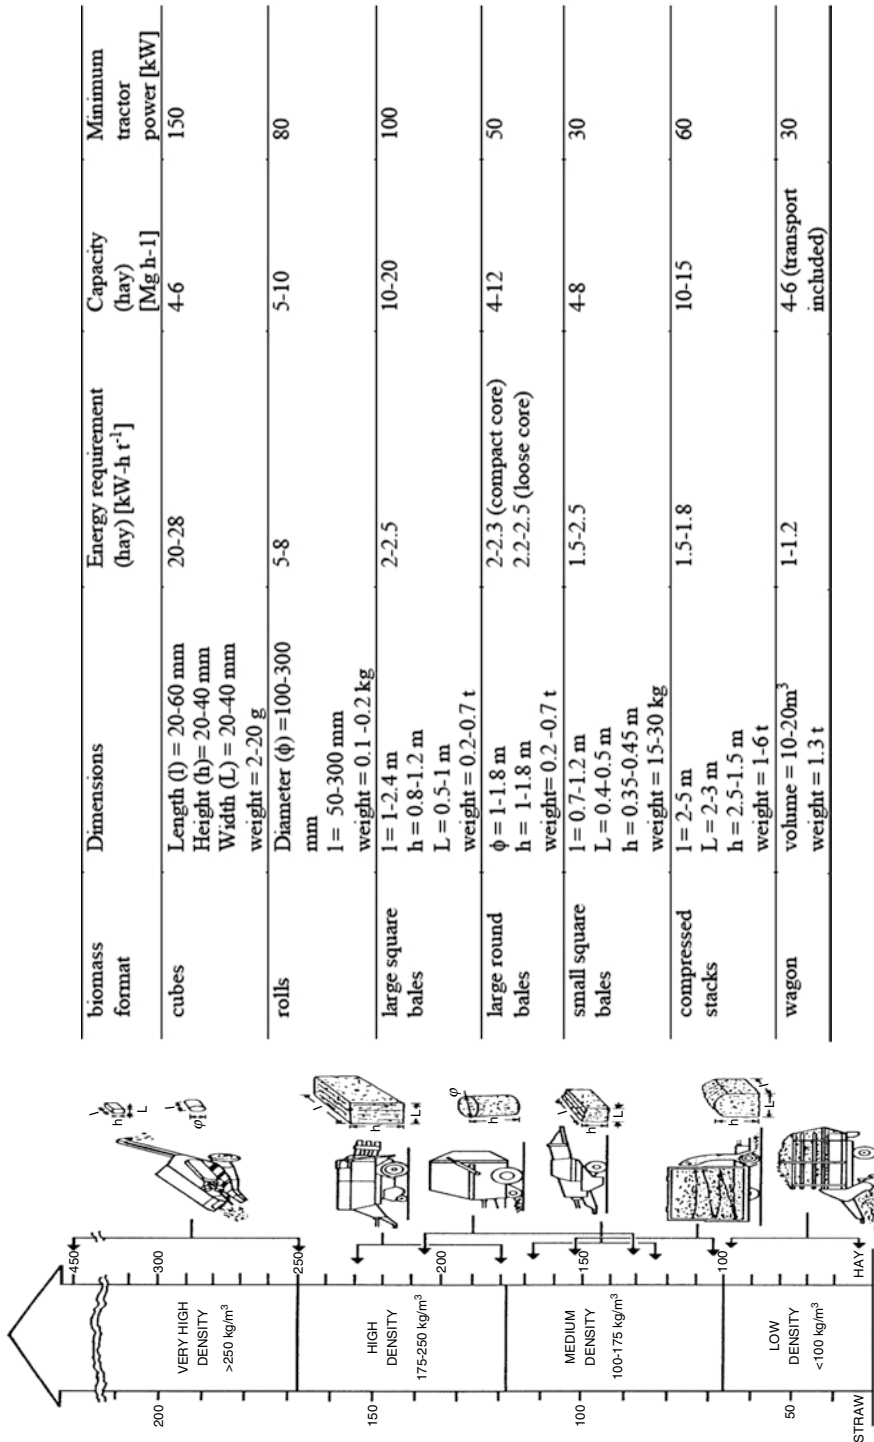 200
150
100
50
STRAW
VERY HIGH
DENSITY
>250 kg/m³
HIGH
DENSITY
175-250 kg/m³
MEDIUM
DENSITY
100-175 kg/m³
LOW
DENSITY
<100 kg/m³
450
300
250
200
150
100
HAY
l
h
L
l
φ
l
h
L
φ
h
l
h
L
l
h
L
biomass format
Dimensions
Energy requirement (hay) [kW-h t⁻¹]
Capacity (hay) [Mg h-1]
Minimum tractor power [kW]
cubes
Length (l) = 20-60 mm
Height (h)= 20-40 mm
Width (L) = 20-40 mm
weight = 2-20 g
20-28
4-6
150
rolls
Diameter (ϕ) =100-300
mm
l = 50-300 mm
weight = 0.1 -0.2 kg
5-8
5-10
80
large square
bales
l = 1-2.4 m
h = 0.8-1.2 m
L = 0.5-1 m
weight = 0.2-0.7 t
2-2.5
10-20
100
large round
bales
ϕ = 1-1.8 m
h = 1-1.8 m
weight= 0.2 -0.7 t
2-2.3 (compact core)
2.2-2.5 (loose core)
4-12
50
small square
bales
l = 0.7-1.2 m
L = 0.4-0.5 m
h = 0.35-0.45 m
weight = 15-30 kg
1.5-2.5
4-8
30
compressed
stacks
l = 2-5 m
L = 2-3 m
h = 2.5-1.5 m
weight = 1-6 t
1.5-1.8
10-15
60
wagon
volume = 10-20m³
weight = 1.3 t
1-1.2
4-6 (transport
included)
30